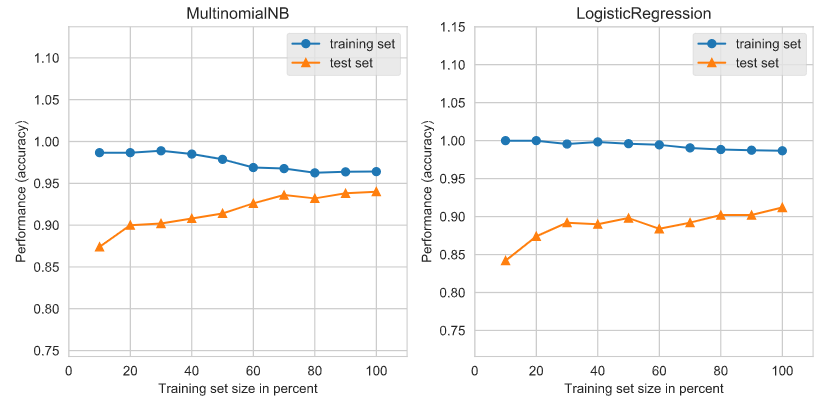 MultinomialNB
training set
test set
1.10
1.05
1.00
0.95
0.90
0.85
0.80
0.75
Performance (accuracy)
0 20 40 60 80 100
Training set size in percent
LogisticRegression
training set
test set
1.15
1.10
1.05
1.00
0.95
0.90
0.85
0.80
0.75
Performance (accuracy)
0 20 40 60 80 100
Training set size in percent